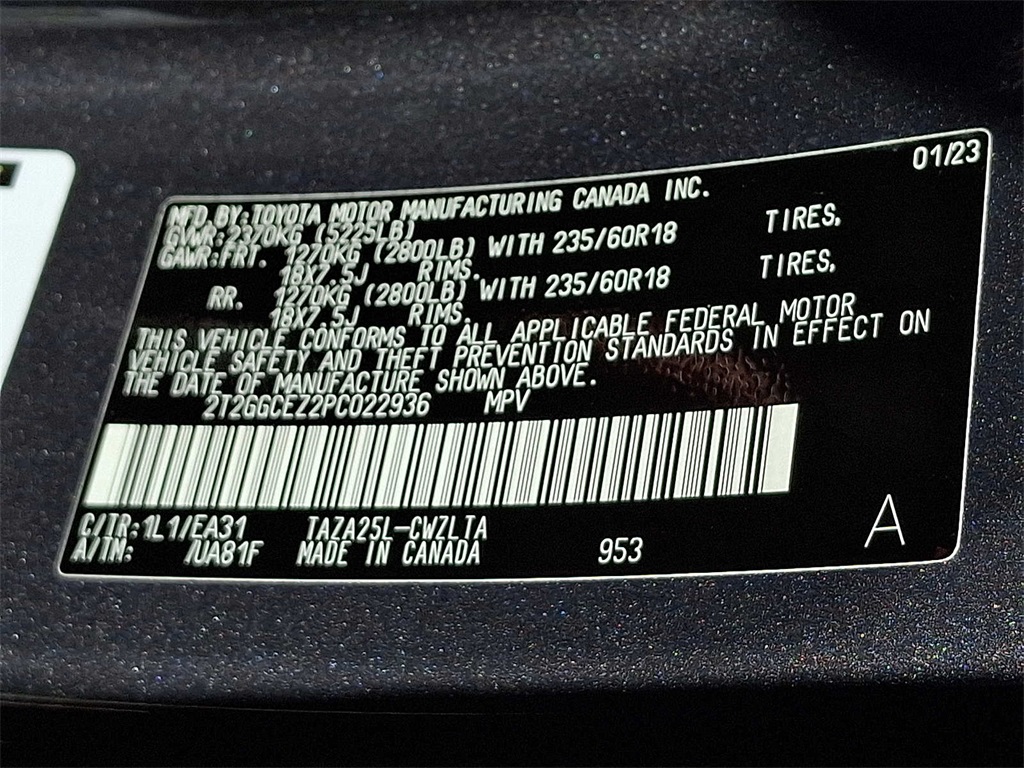 01/23
MFD.BY:TOYOTA MOTOR MANUFACTURING CANADA INC.
GVWR:2370KG (5225LB)
GAWR:FRT. 1270KG (2800LB) WITH 235/60R18 TIRES,
18X7.5J RIMS.
RR. 1270KG (2800LB) WITH 235/60R18 TIRES,
18X7.5J RIMS.
THIS VEHICLE CONFORMS TO ALL APPLICABLE FEDERAL MOTOR
VEHICLE SAFETY AND THEFT PREVENTION STANDARDS IN EFFECT ON
THE DATE OF MANUFACTURE SHOWN ABOVE.
2T2GGCEZ2PC022936 MPV
C/TR:1L1/EA31 TAZA25L-CWZLTA
A/TM: /UA81F MADE IN CANADA 953
A